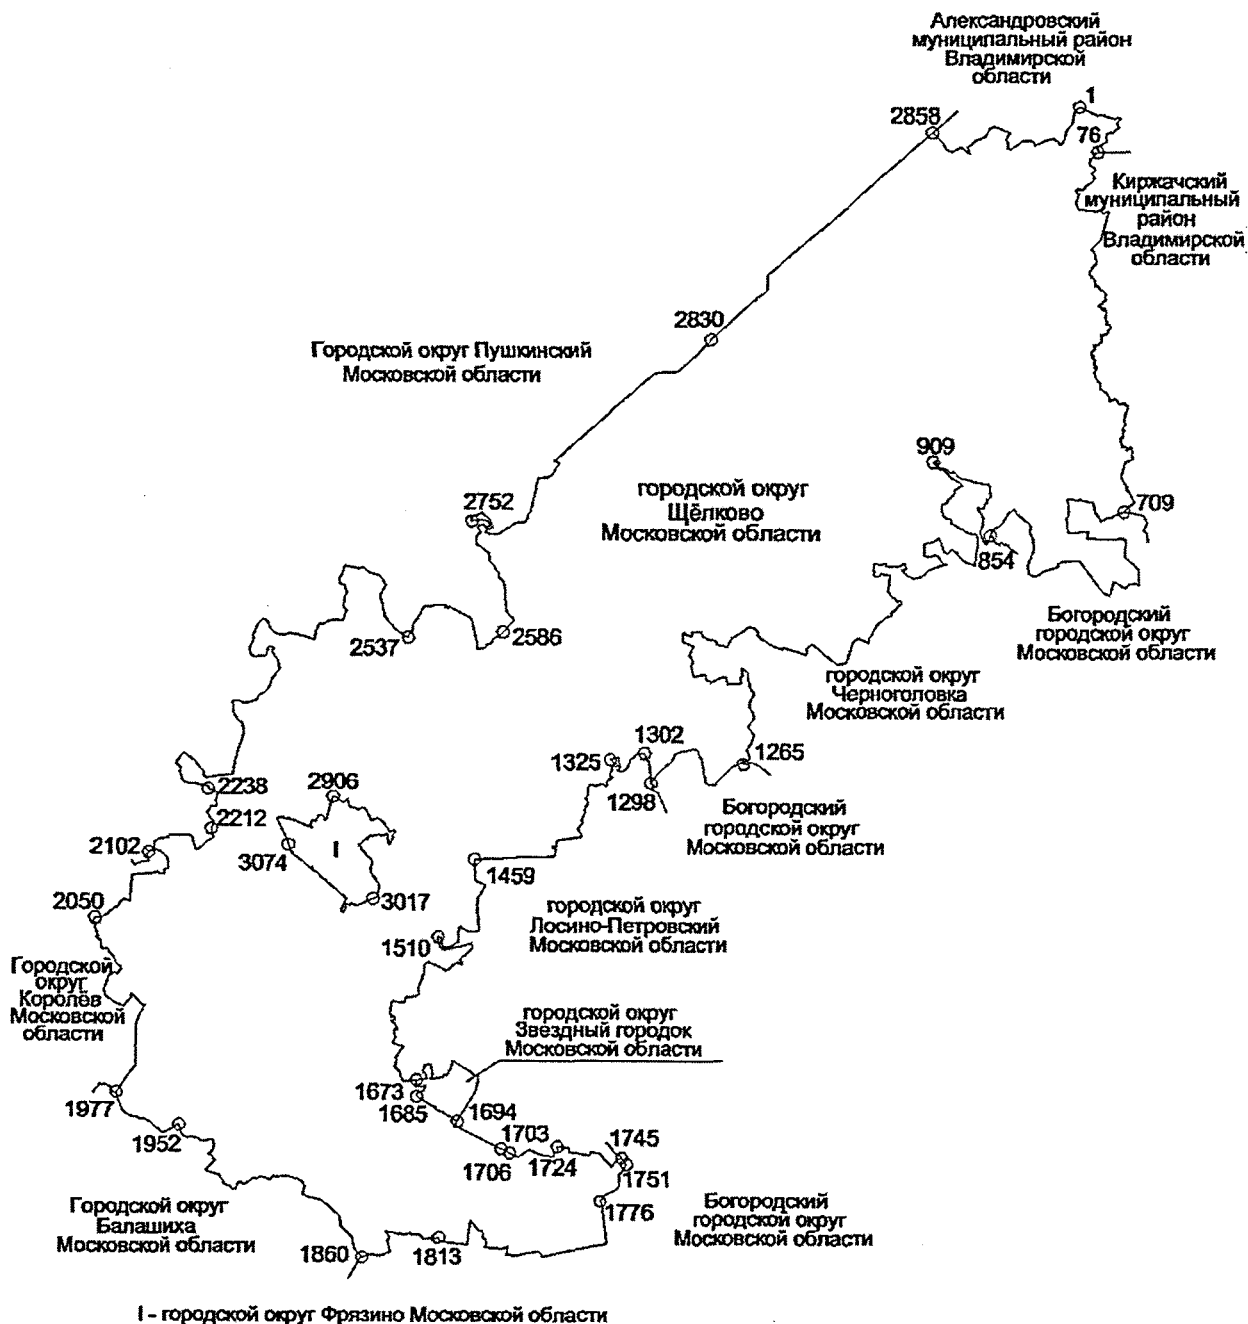 Александровский
муниципальный район
Владимирской
области
1
2858
76
Киржачский
муниципальный
район
Владимирской
области
2830
Городской округ Пушкинский
Московской области
909
2752
городской округ
Щёлково
Московской области
709
854
2537
2586
Богородский
городской округ
Московской области
городской округ
Черноголовка
Московской области
1302
1325
1265
1298
2238
2906
2212
Богородский
городской округ
Московской области
2102
3074
I
1459
3017
2050
городской округ
Лосино-Петровский
Московской области
1510
Городской
округ
Королёв
Московской
области
городской округ
Звёздный городок
Московской области
1673
1685
1977
1694
1952
1703
1706
1724
1745
1751
1776
Городской округ
Балашиха
Московской области
Богородский
городской округ
Московской области
1860
1813
I - городской округ Фрязино Московской области